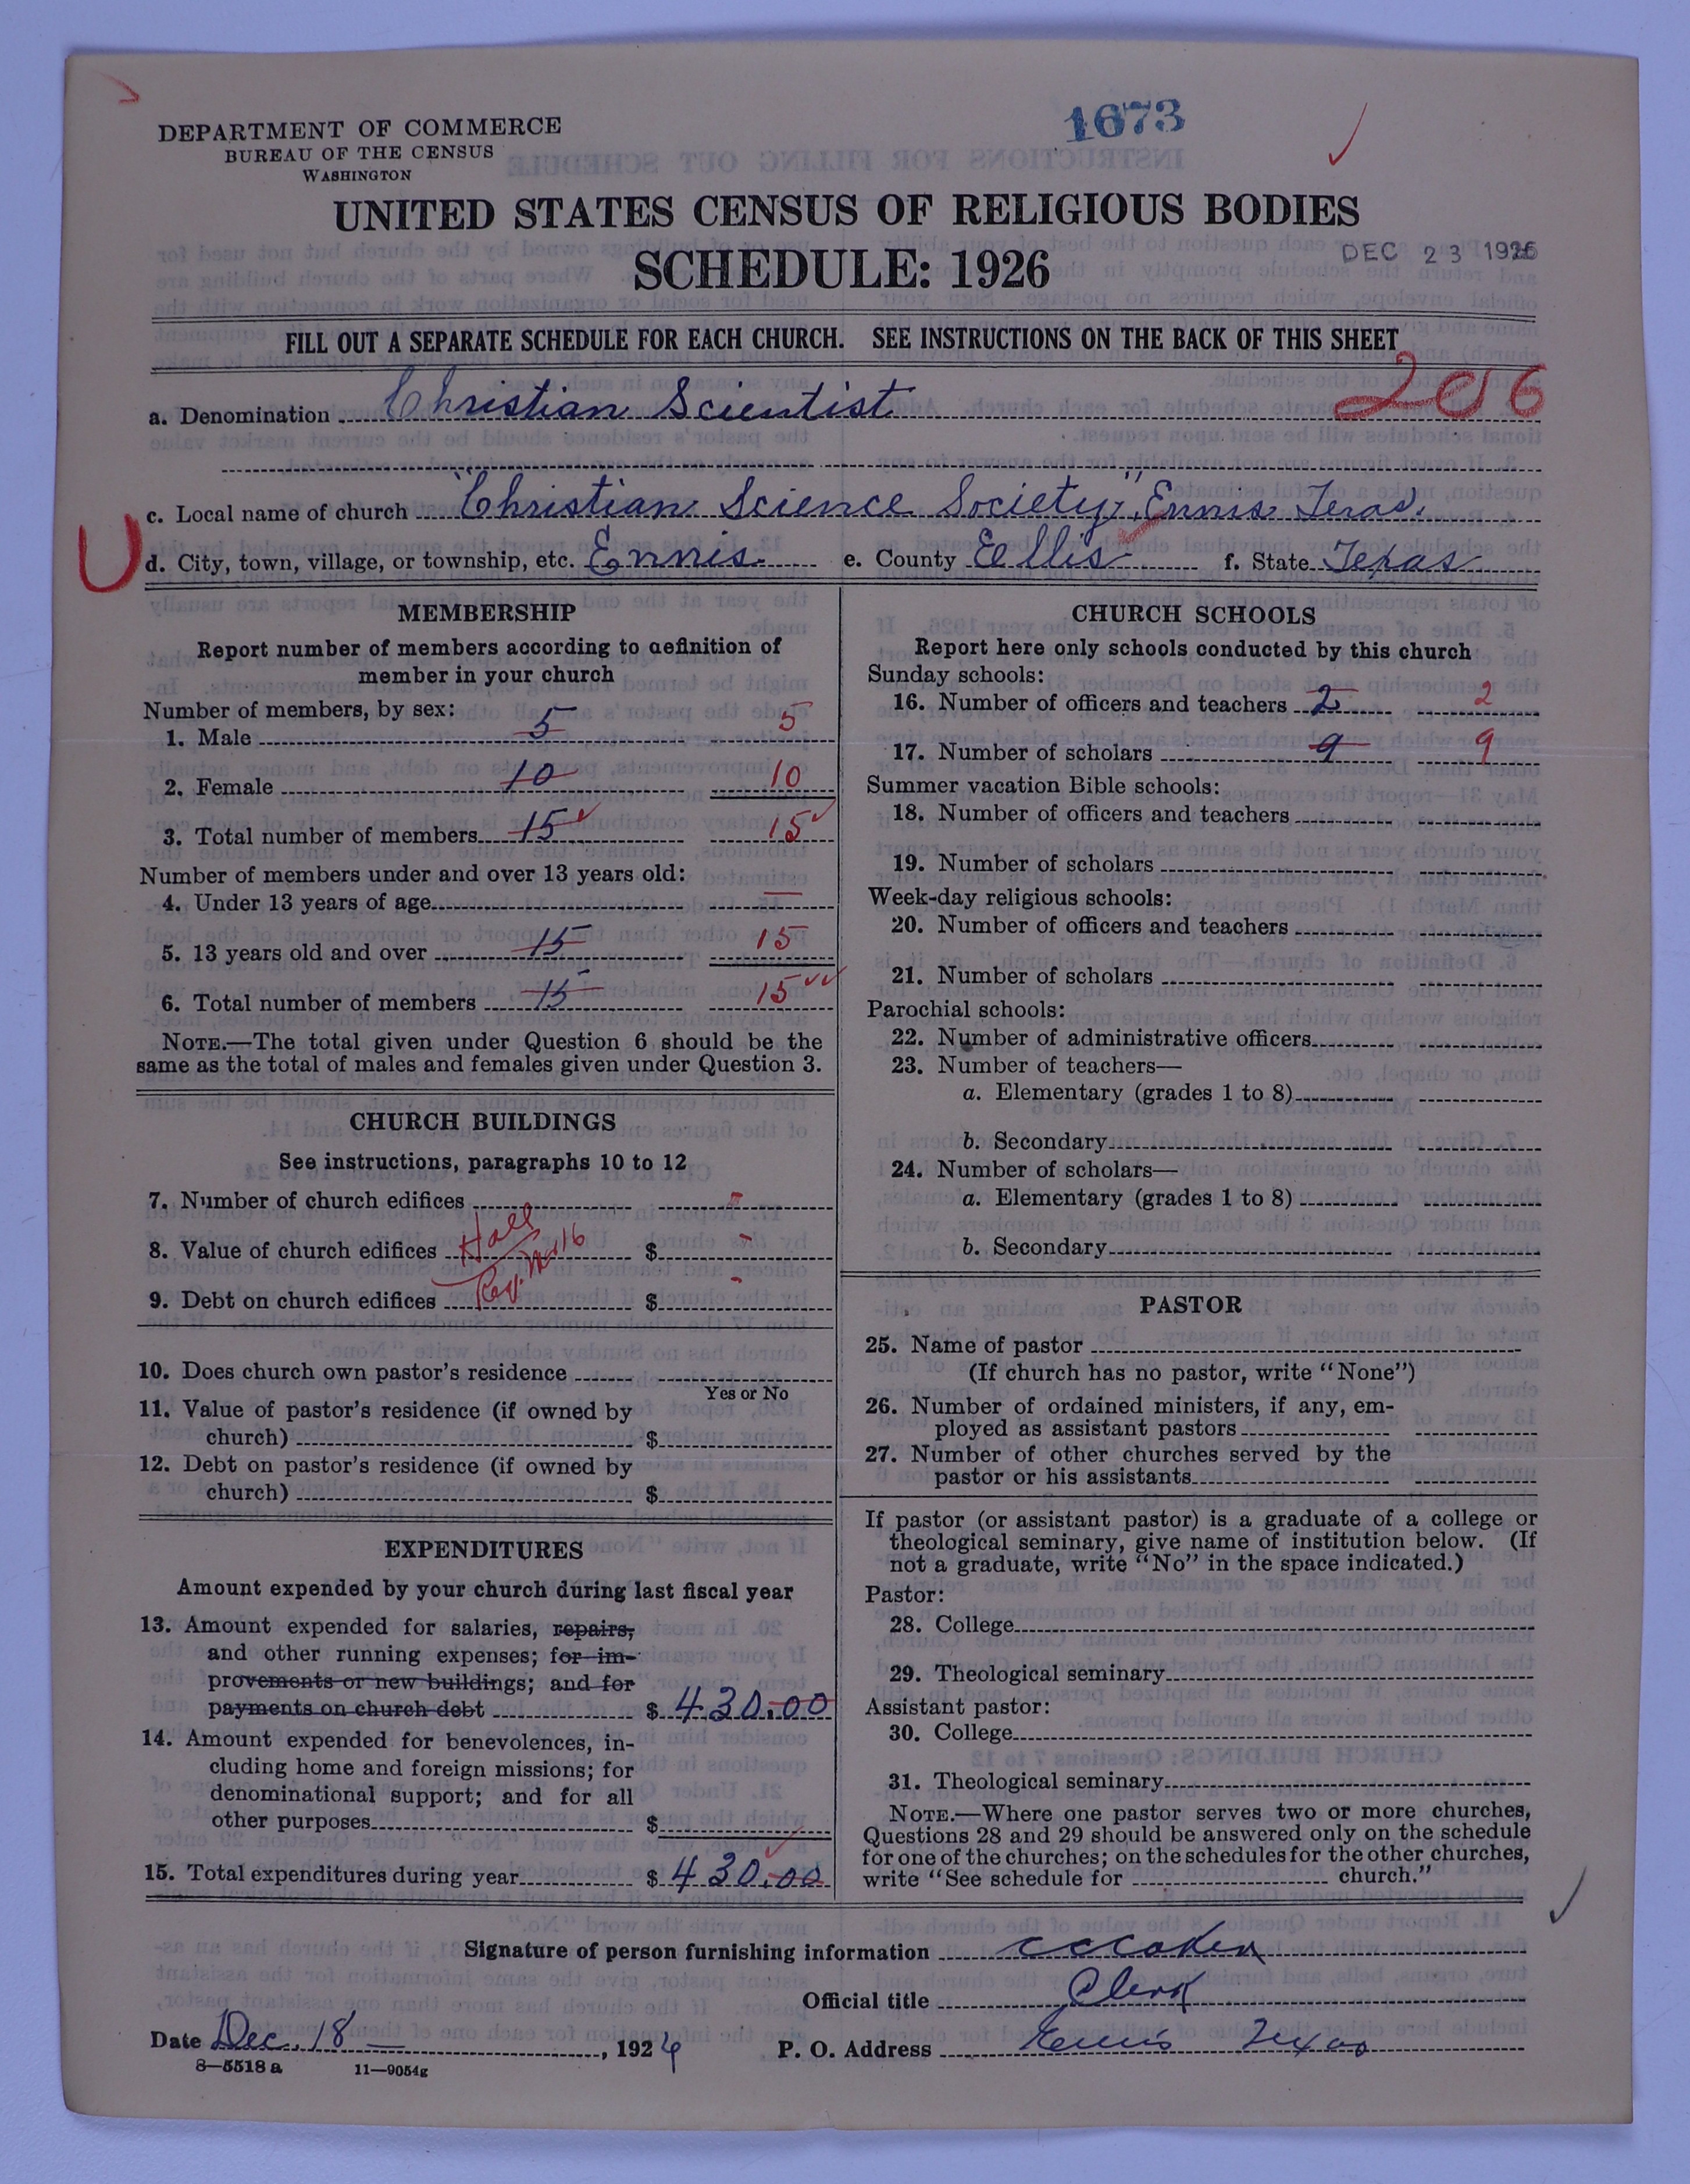 1673
DEPARTMENT OF COMMERCE
BUREAU OF THE CENSUS
WASHINGTON
UNITED STATES CENSUS OF RELIGIOUS BODIES
SCHEDULE: 1926
DEC 23 1926
FILL OUT A SEPARATE SCHEDULE FOR EACH CHURCH. SEE INSTRUCTIONS ON THE BACK OF THIS SHEET
206
a. Denomination Christian Scientist
c. Local name of church "Christian Science Society", Ennis Texas.
U
d. City, town, village, or township, etc. Ennis. e. County Ellis f. State Texas
MEMBERSHIP
Report number of members according to definition of
member in your church
Number of members, by sex:
1. Male 5 5
2. Female 10 10
3. Total number of members 15 15
Number of members under and over 13 years old:
4. Under 13 years of age —
5. 13 years old and over 15 15
6. Total number of members 15 15
NOTE.—The total given under Question 6 should be the
same as the total of males and females given under Question 3.
CHURCH BUILDINGS
See instructions, paragraphs 10 to 12
7. Number of church edifices -
Hall
8. Value of church edifices $ -
9. Debt on church edifices $ -
10. Does church own pastor's residence
Yes or No
11. Value of pastor's residence (if owned by
church) $
12. Debt on pastor's residence (if owned by
church) $
EXPENDITURES
Amount expended by your church during last fiscal year
13. Amount expended for salaries, repairs,
and other running expenses; for im-
provements or new buildings; and for
payments on church debt $ 430.00
14. Amount expended for benevolences, in-
cluding home and foreign missions; for
denominational support; and for all
other purposes $
15. Total expenditures during year $ 430.00
CHURCH SCHOOLS
Report here only schools conducted by this church
Sunday schools:
16. Number of officers and teachers 2 2
17. Number of scholars 9 9
Summer vacation Bible schools:
18. Number of officers and teachers
19. Number of scholars
Week-day religious schools:
20. Number of officers and teachers
21. Number of scholars
Parochial schools:
22. Number of administrative officers
23. Number of teachers—
a. Elementary (grades 1 to 8)
b. Secondary
24. Number of scholars—
a. Elementary (grades 1 to 8)
b. Secondary
PASTOR
25. Name of pastor
(If church has no pastor, write "None")
26. Number of ordained ministers, if any, em-
ployed as assistant pastors
27. Number of other churches served by the
pastor or his assistants
If pastor (or assistant pastor) is a graduate of a college or
theological seminary, give name of institution below. (If
not a graduate, write "No" in the space indicated.)
Pastor:
28. College
29. Theological seminary
Assistant pastor:
30. College
31. Theological seminary
NOTE.—Where one pastor serves two or more churches,
Questions 28 and 29 should be answered only on the schedule
for one of the churches; on the schedules for the other churches,
write "See schedule for church."
Signature of person furnishing information
Official title Clerk
Date Dec. 18 —, 1926 P. O. Address Ennis Texas
8—5518 a 11—9054g